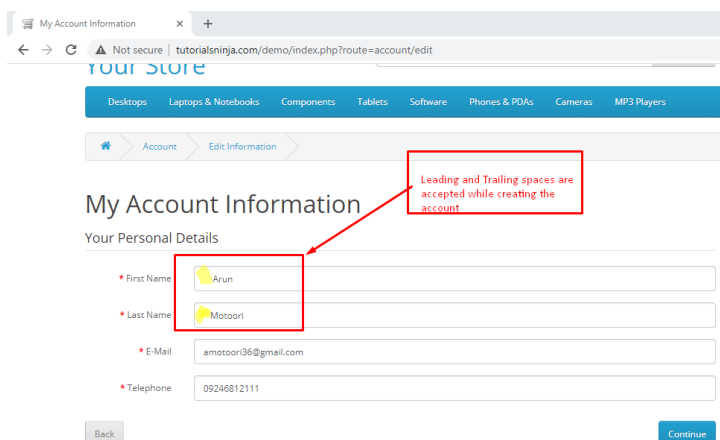 My Account Information
Not secure | tutorialsninja.com/demo/index.php?route=account/edit
Your Store
Desktops Laptops & Notebooks Components Tablets Software Phones & PDAs Cameras MP3 Players
Account Edit Information
Leading and Trailing spaces are
accepted while creating the
account
My Account Information
Your Personal Details
* First Name Arun
* Last Name Motoori
* E-Mail amotoori36@gmail.com
* Telephone 09246812111
Back Continue